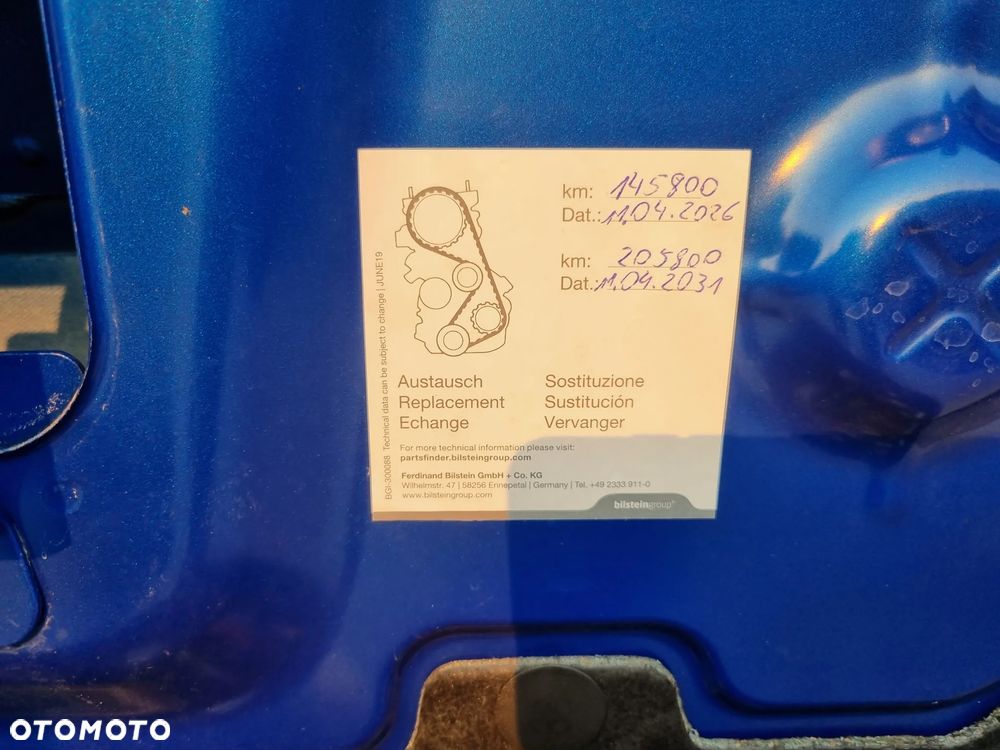 km: 145800
Dat.: 11.04.2026
km: 205800
Dat.: 11.04.2031
BGI-300088 Technical data can be subject to change | JUNE19
Austausch Sostituzione
Replacement Sustitución
Echange Vervanger
For more technical information please visit:
partsfinder.bilsteingroup.com
Ferdinand Bilstein GmbH + Co. KG
Wilhelmstr. 47 | 58256 Ennepetal | Germany | Tel. +49 2333 911-0
www.bilsteingroup.com
bilsteingroup®
OTOMOTO